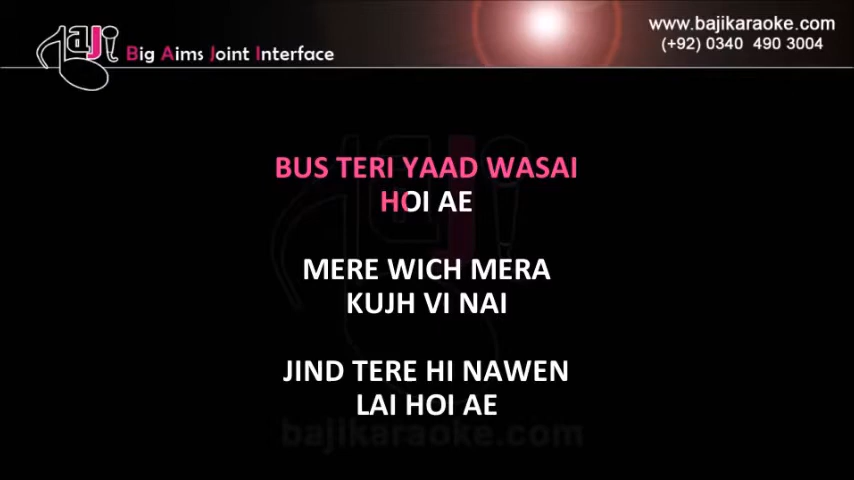 www.bajikaraoke.com
(+92) 0340 490 3004
Baji
Big Aims Joint Interface
BUS TERI YAAD WASAI
HOI AE
MERE WICH MERA
KUJH VI NAI
JIND TERE HI NAWEN
LAI HOI AE
bajikaraoke.com